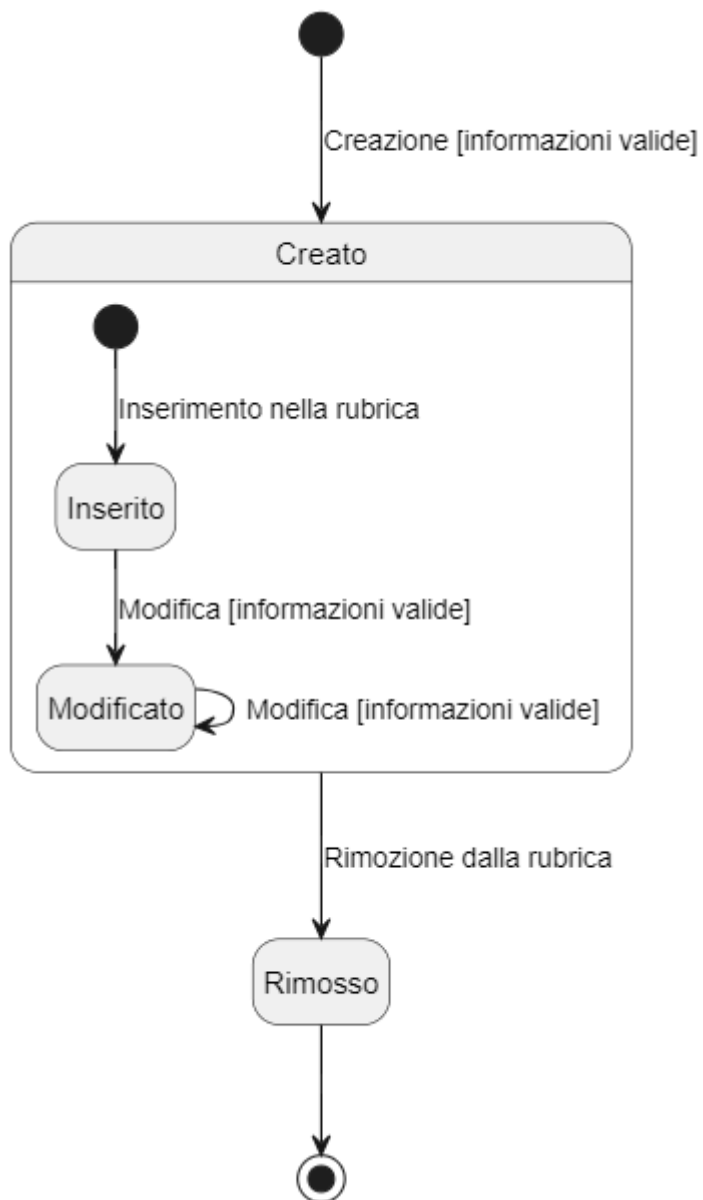 Creazione [informazioni valide]
Creato
Inserimento nella rubrica
Inserito
Modifica [informazioni valide]
Modificato
Modifica [informazioni valide]
Rimozione dalla rubrica
Rimosso